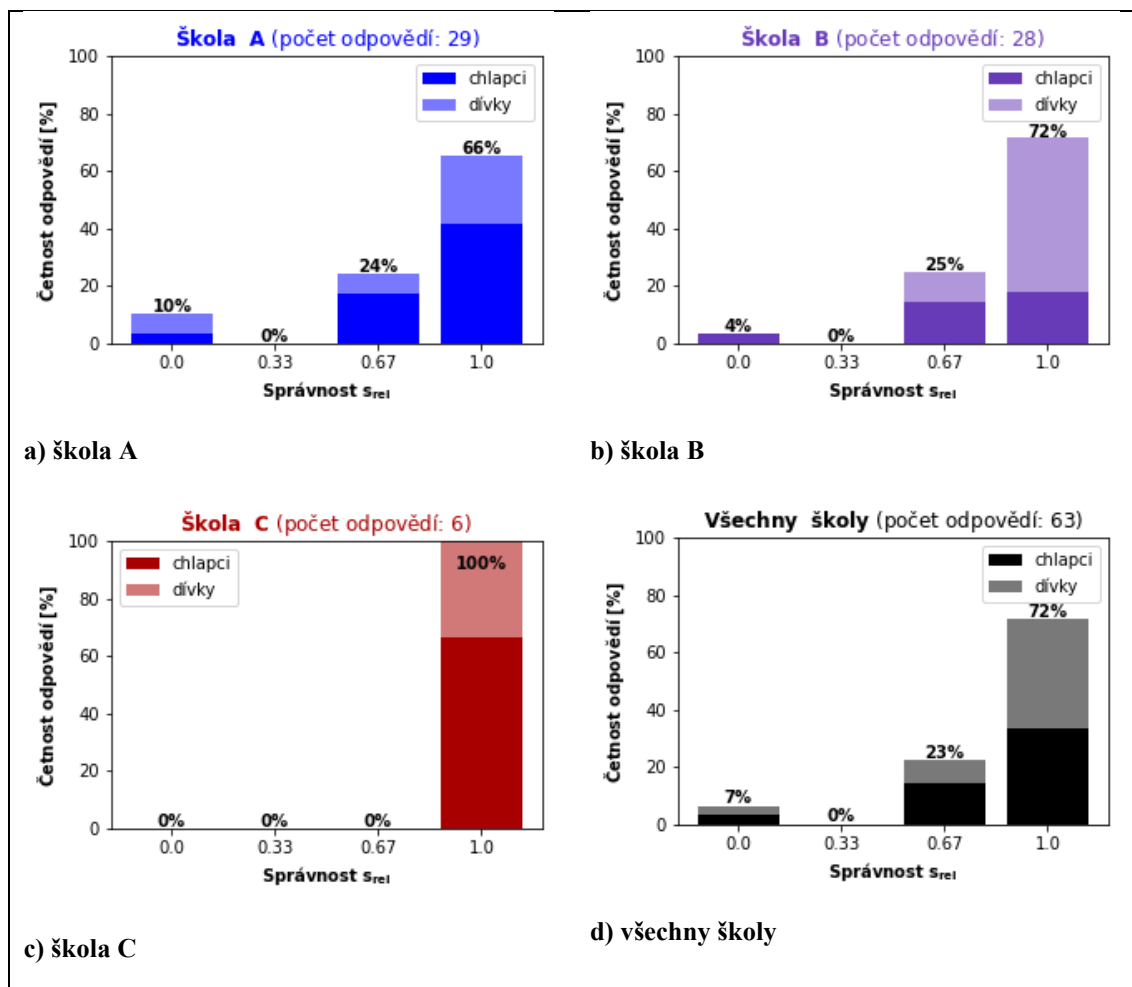 Škola A (počet odpovědí: 29)
100
80
60
40
20
0
Četnost odpovědí [%]
chlapci
dívky
10%
0%
24%
66%
0.0 0.33 0.67 1.0
Správnost s_rel
a) škola A
Škola B (počet odpovědí: 28)
100
80
60
40
20
0
Četnost odpovědí [%]
chlapci
dívky
4%
0%
25%
72%
0.0 0.33 0.67 1.0
Správnost s_rel
b) škola B
Škola C (počet odpovědí: 6)
100
80
60
40
20
0
Četnost odpovědí [%]
chlapci
dívky
0%
0%
0%
100%
0.0 0.33 0.67 1.0
Správnost s_rel
c) škola C
Všechny školy (počet odpovědí: 63)
100
80
60
40
20
0
Četnost odpovědí [%]
chlapci
dívky
7%
0%
23%
72%
0.0 0.33 0.67 1.0
Správnost s_rel
d) všechny školy